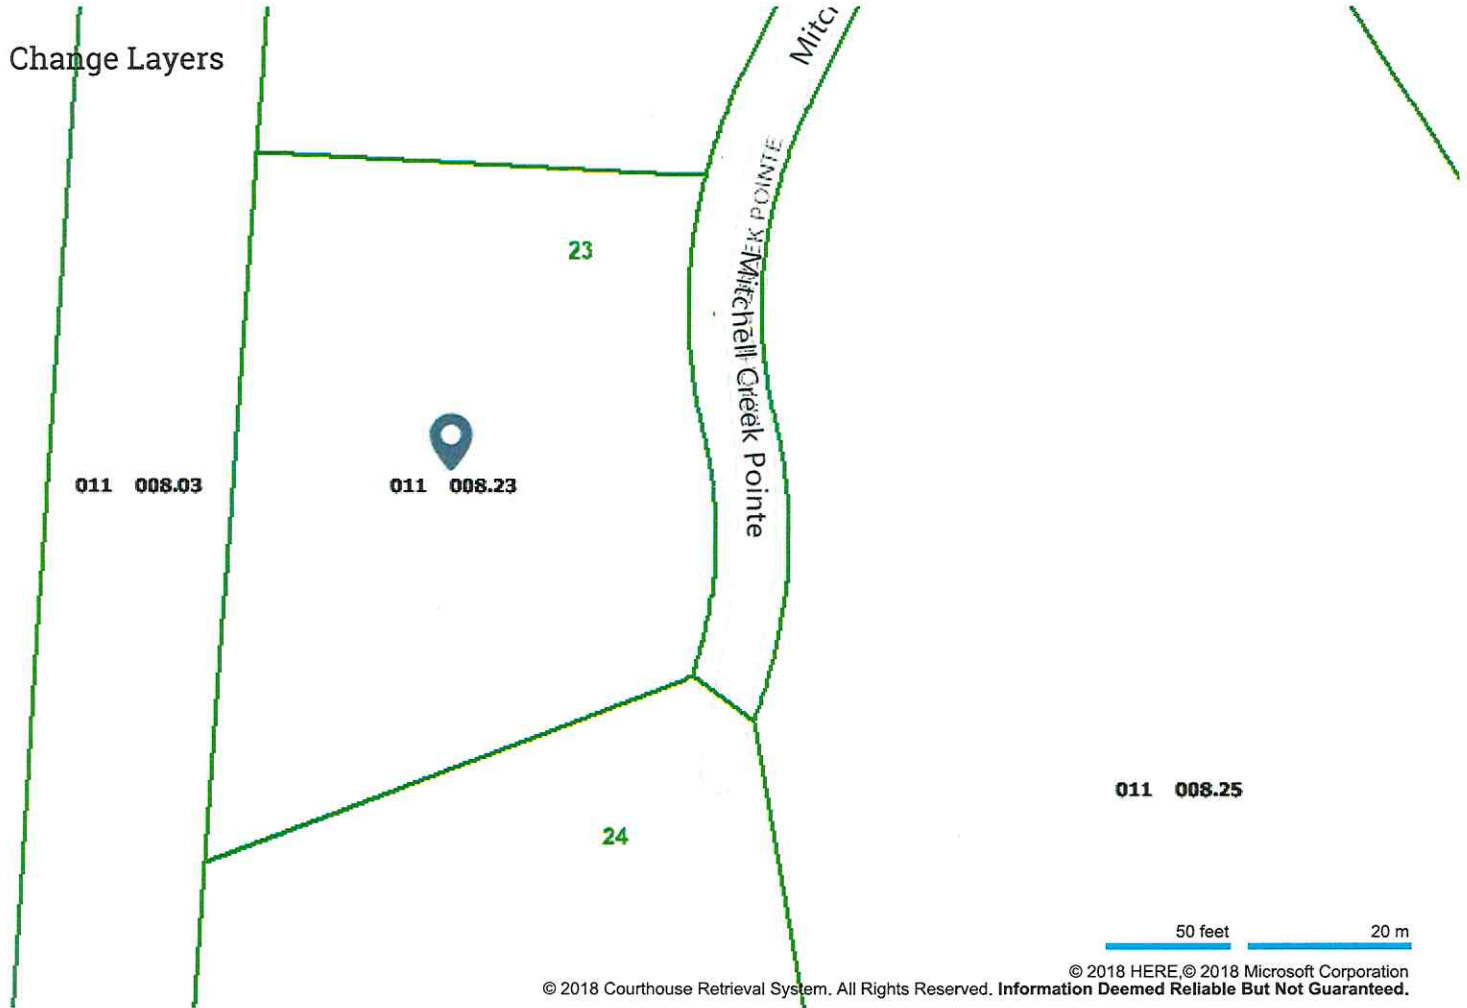 Change Layers
Mitc
POINTE
23
Mitchell Creek Pointe
011 008.03
011 008.23
011 008.25
24
50 feet
20 m
© 2018 HERE,© 2018 Microsoft Corporation
© 2018 Courthouse Retrieval System. All Rights Reserved. Information Deemed Reliable But Not Guaranteed.